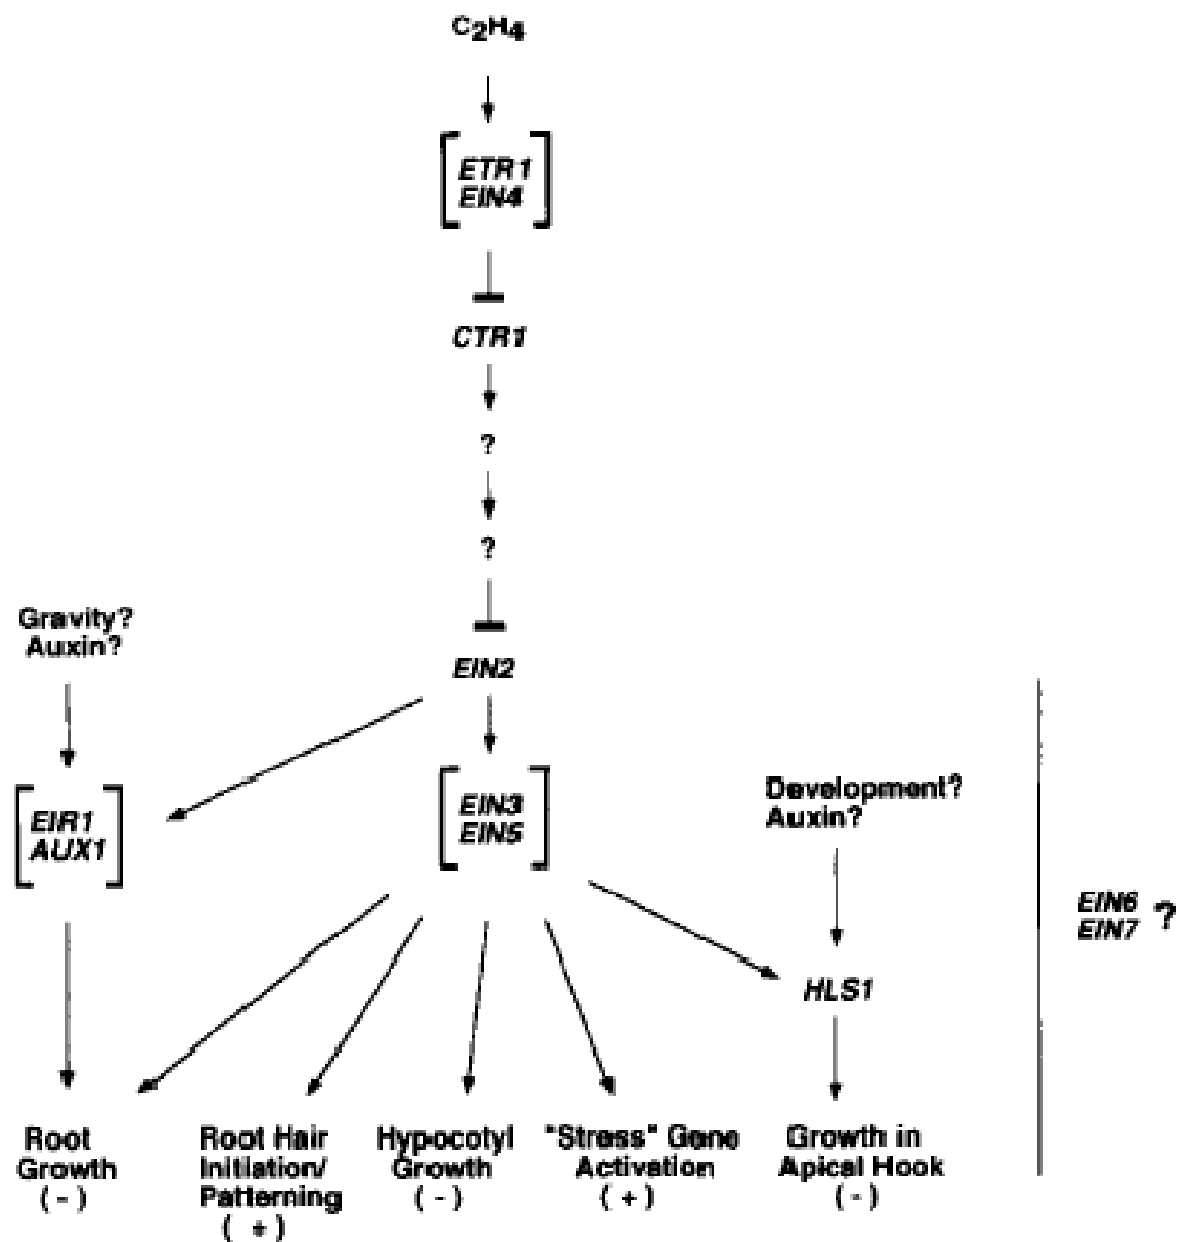 C2H4
ETR1
EIN4
CTR1
?
?
Gravity?
Auxin?
EIN2
EIR1
AUX1
EIN3
EIN5
Development?
Auxin?
EIN6
EIN7 ?
HLS1
Root
Growth
(-)
Root Hair
Initiation/
Patterning
( + )
Hypocotyl
Growth
(-)
"Stress" Gene
Activation
( + )
Growth in
Apical Hook
(-)